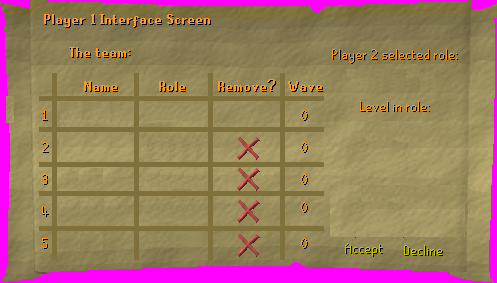 Player 1 Interface Screen
The team:
Player 2 selected role:
Name Role Remove? Wave
Level in role:
1 0
2 0
3 0
4 0
5 0
Accept Decline